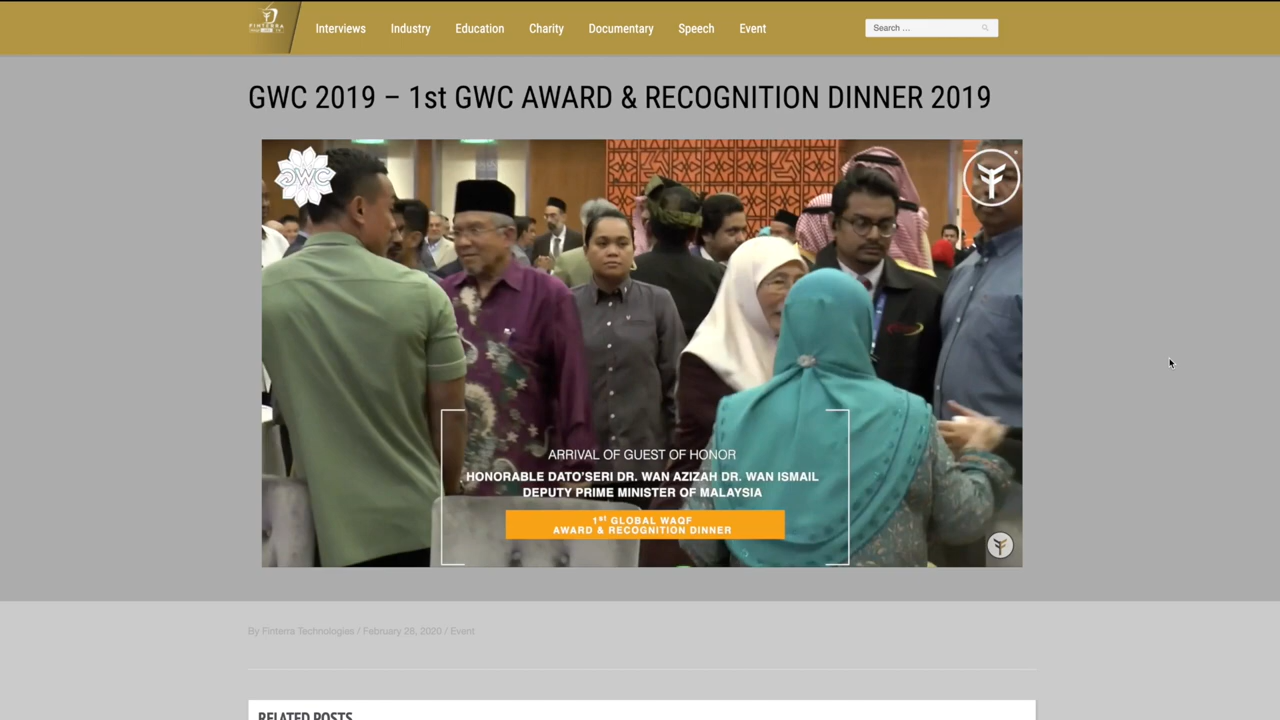 FINTERRA
Interviews
Industry
Education
Charity
Documentary
Speech
Event
Search ...
GWC 2019 – 1st GWC AWARD & RECOGNITION DINNER 2019
GWC
ARRIVAL OF GUEST OF HONOR
HONORABLE DATO'SERI DR. WAN AZIZAH DR. WAN ISMAIL
DEPUTY PRIME MINISTER OF MALAYSIA
1st GLOBAL WAQF
AWARD & RECOGNITION DINNER
By Finterra Technologies / February 28, 2020 / Event
RELATED POSTS